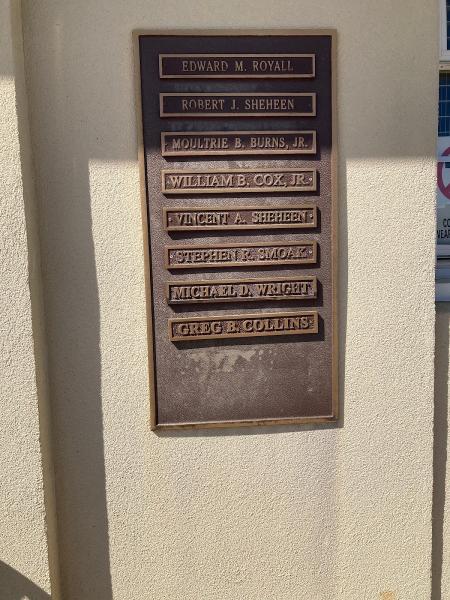 EDWARD M. ROYALL
ROBERT J. SHEHEEN
MOULTRIE B. BURNS, JR.
WILLIAM B. COX, JR.
VINCENT A. SHEHEEN
STEPHEN R. SMOAK
MICHAEL D. WRIGHT
GREG B. COLLINS